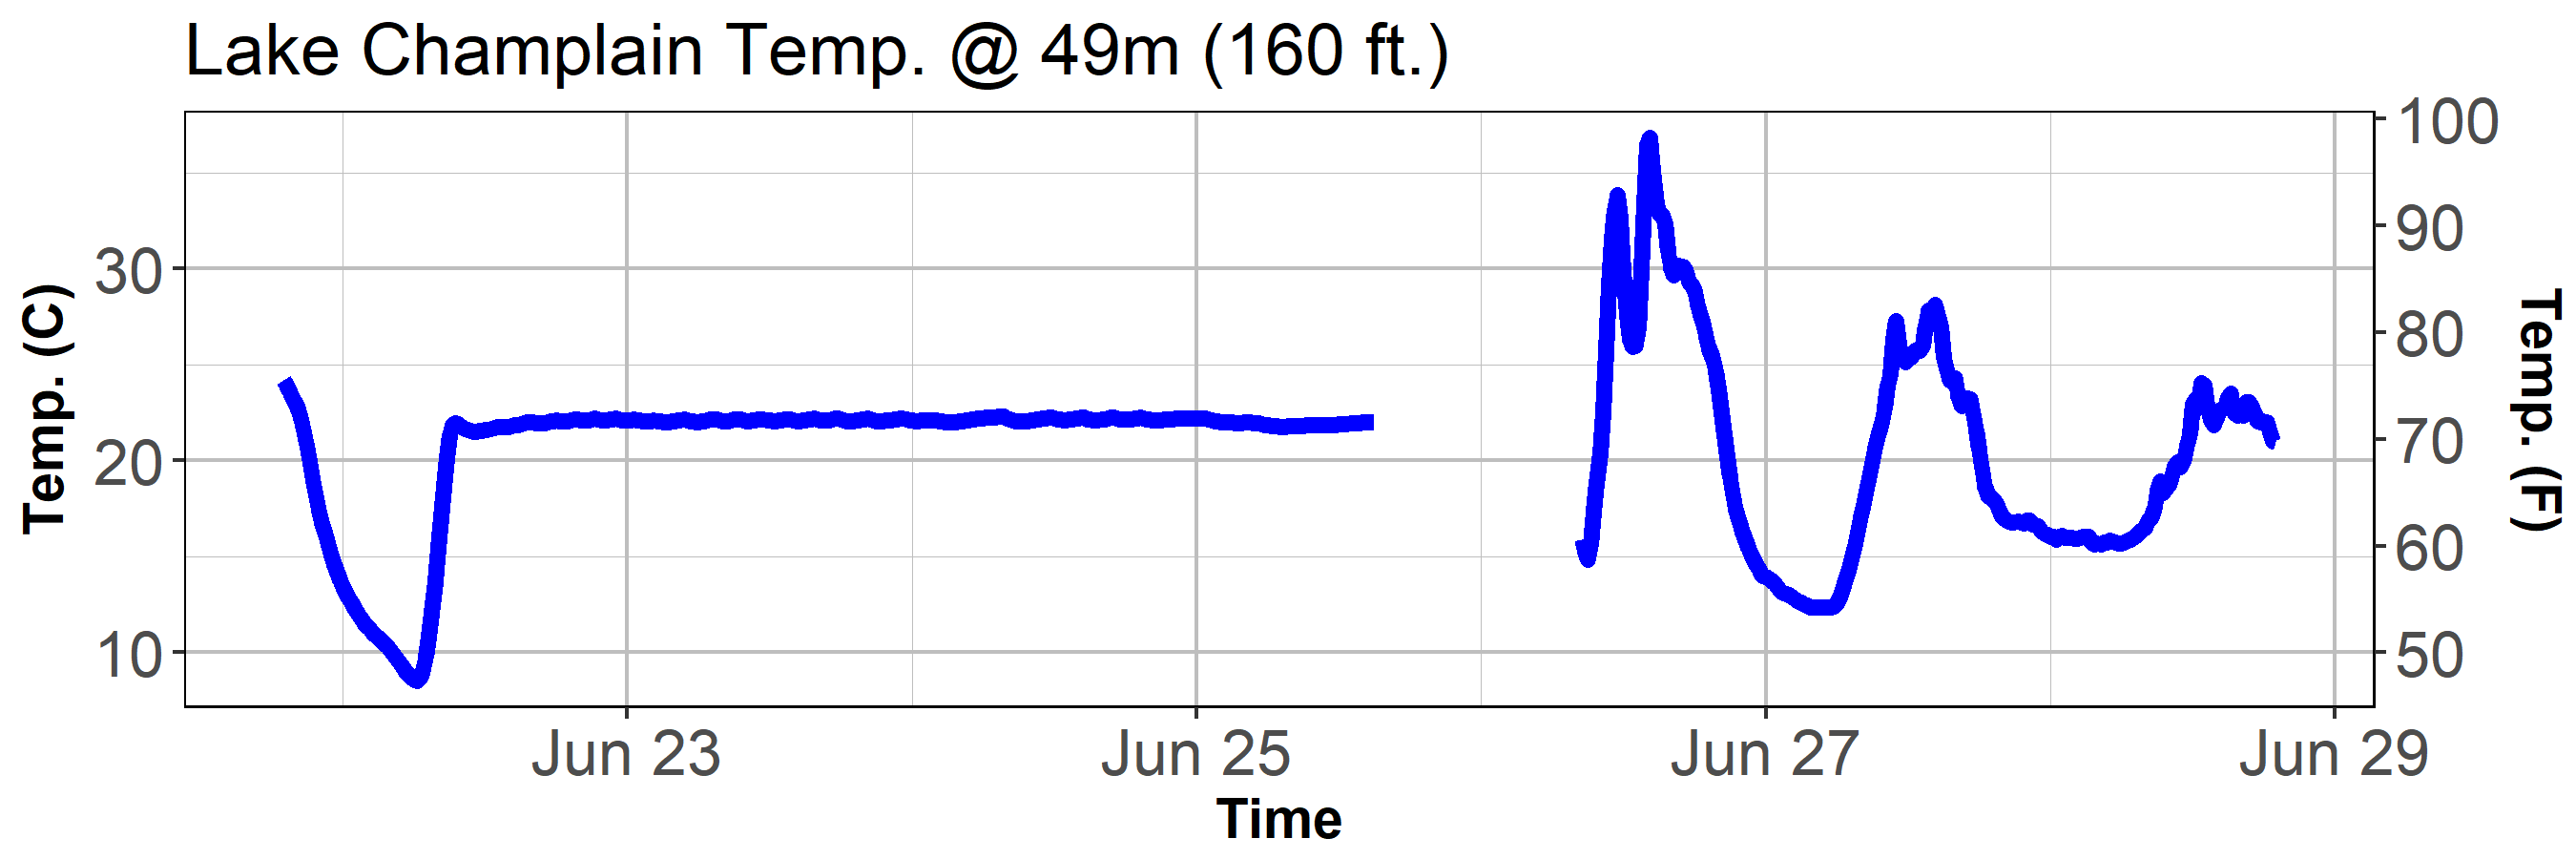 Lake Champlain Temp. @ 49m (160 ft.)
Temp. (C)
30
20
10
100
90
80
70
60
50
Temp. (F)
Jun 23
Jun 25
Jun 27
Jun 29
Time